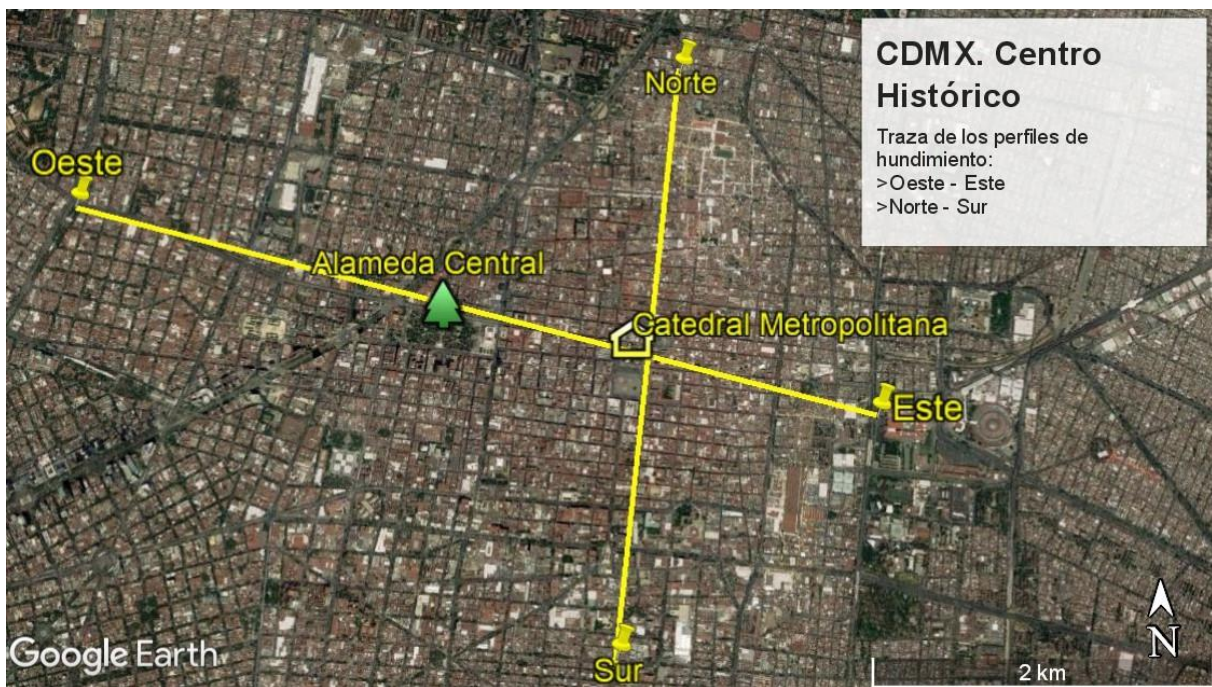 CDMX. Centro
Histórico
Traza de los perfiles de
hundimiento:
>Oeste - Este
>Norte - Sur
Norte
Oeste
Alameda Central
Catedral Metropolitana
Este
Sur
Google Earth
N
2 km